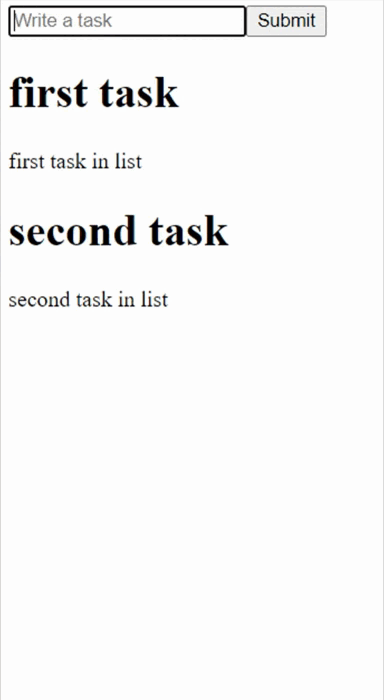 Write a task Submit
first task
first task in list
second task
second task in list